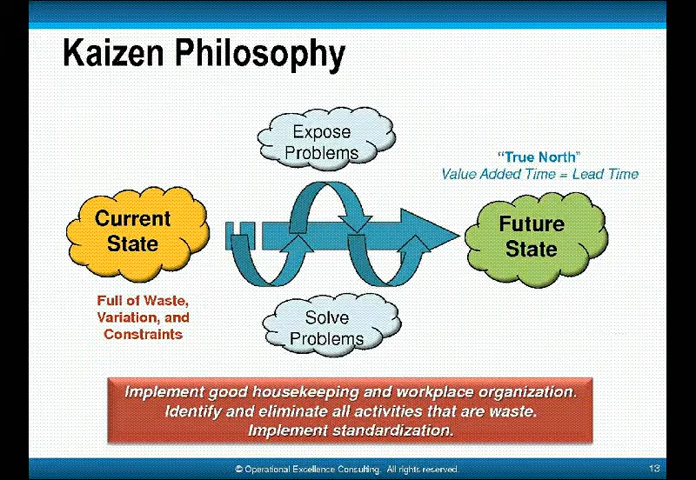 Kaizen Philosophy
Expose
Problems
“True North”
Value Added Time = Lead Time
Current
State
Future
State
Full of Waste,
Variation, and
Constraints
Solve
Problems
Implement good housekeeping and workplace organization.
Identify and eliminate all activities that are waste.
Implement standardization.
© Operational Excellence Consulting. All rights reserved.
13